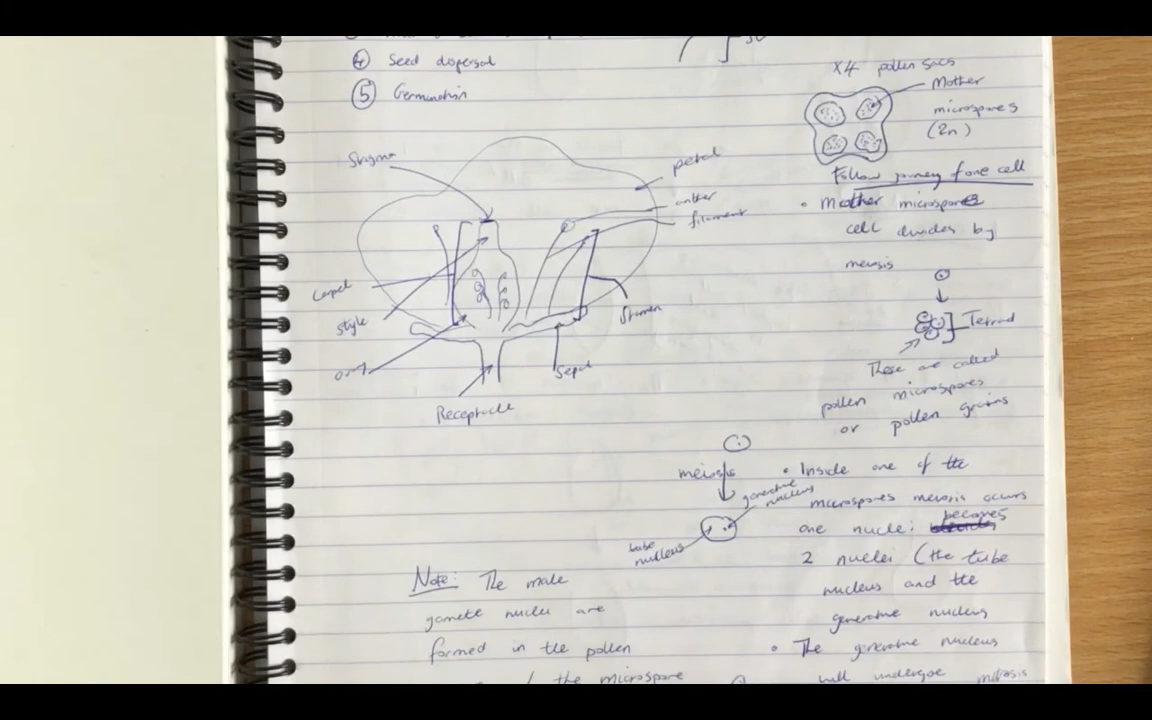 ④ Seed dispersal
⑤ Germination
Stigma
petal
anther
filament
Carpel
style
ovary
Stamen
Sepal
Receptacle
X4 pollen sacs
Mother
microspores
(2n)
Follow journey of one cell
• Mother microspore
cell divides by
meiosis
Tetrad
These are called
pollen microspores
or pollen grains
meiosis
generative
nucleus
tube
nucleus
• Inside one of the
microspores meiosis occurs
one nuclei becomes
2 nuclei (the tube
nucleus and the
generative nucleus
• The generative nucleus
will undergoe mitosis
Note: The male
gamete nuclei are
formed in the pollen
the microspore